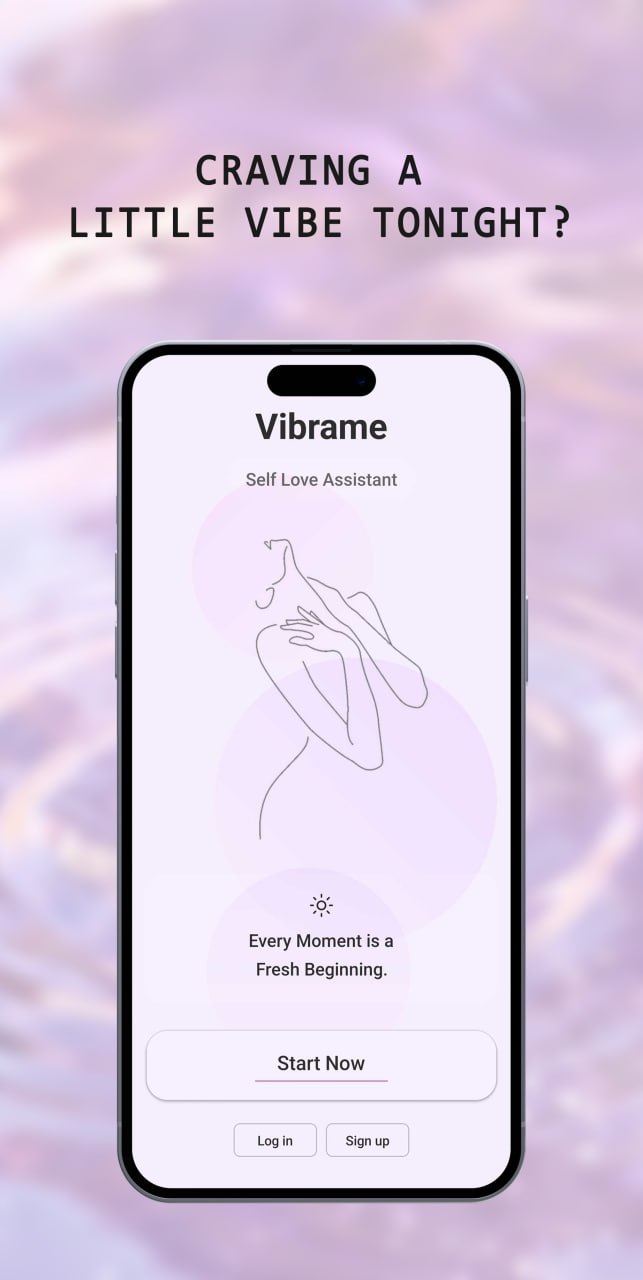 CRAVING A
LITTLE VIBE TONIGHT?
Vibrame
Self Love Assistant
Every Moment is a
Fresh Beginning.
Start Now
Log in
Sign up